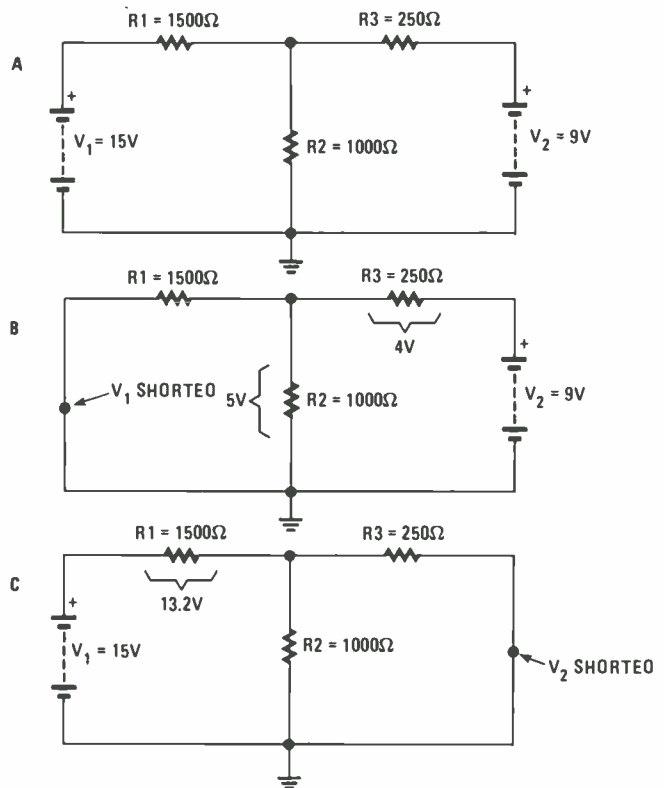 R1 = 1500Ω R3 = 250Ω
A
+ +
V1 = 15V R2 = 1000Ω V2 = 9V
R1 = 1500Ω R3 = 250Ω
B
4V
+
V1 SHORTEO 5V R2 = 1000Ω V2 = 9V
R1 = 1500Ω R3 = 250Ω
C
13.2V
+
V1 = 15V R2 = 1000Ω
V2 SHORTEO